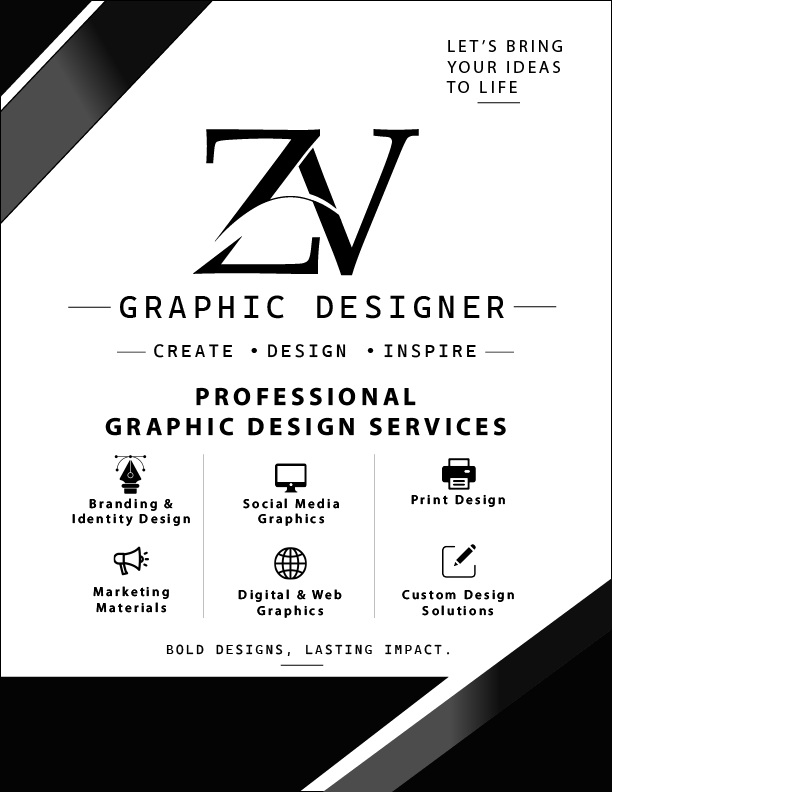 LET'S BRING
YOUR IDEAS
TO LIFE
ZV
GRAPHIC DESIGNER
CREATE • DESIGN • INSPIRE
PROFESSIONAL
GRAPHIC DESIGN SERVICES
Branding &
Identity Design
Social Media
Graphics
Print Design
Marketing
Materials
Digital & Web
Graphics
Custom Design
Solutions
BOLD DESIGNS, LASTING IMPACT.